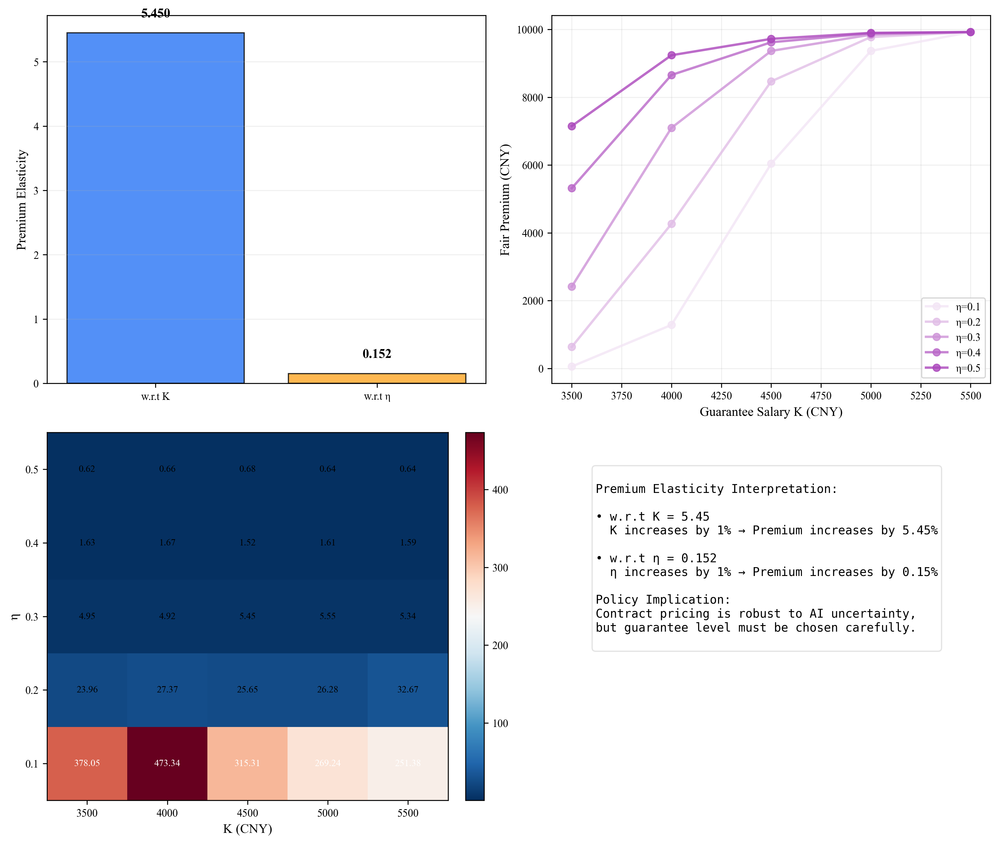 5.450
0.152
Premium Elasticity
5
4
3
2
1
0
w.r.t K
w.r.t η
Fair Premium (CNY)
10000
8000
6000
4000
2000
0
η=0.1
η=0.2
η=0.3
η=0.4
η=0.5
3500 3750 4000 4250 4500 4750 5000 5250 5500
Guarantee Salary K (CNY)
η
0.5
0.4
0.3
0.2
0.1
0.62 0.66 0.68 0.64 0.64
1.63 1.67 1.52 1.61 1.59
4.95 4.92 5.45 5.55 5.34
23.96 27.37 25.65 26.28 32.67
378.05 473.34 315.31 269.24 251.38
3500 4000 4500 5000 5500
K (CNY)
400
300
200
100
Premium Elasticity Interpretation:
• w.r.t K = 5.45
K increases by 1% → Premium increases by 5.45%
• w.r.t η = 0.152
η increases by 1% → Premium increases by 0.15%
Policy Implication:
Contract pricing is robust to AI uncertainty,
but guarantee level must be chosen carefully.